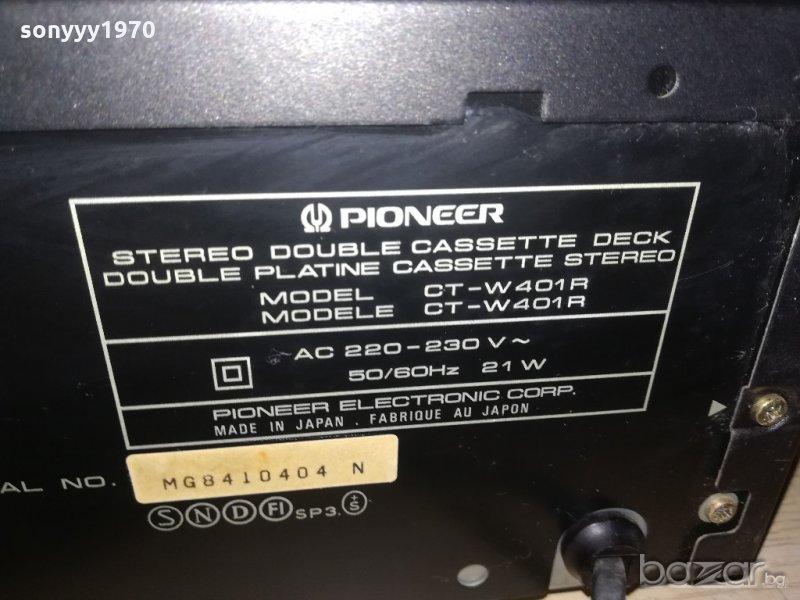 sonyyy1970
PIONEER
STEREO DOUBLE CASSETTE DECK
DOUBLE PLATINE CASSETTE STEREO
MODEL CT-W401R
MODELE CT-W401R
AC 220-230 V~
50/60Hz 21 W
PIONEER ELECTRONIC CORP.
MADE IN JAPAN . FABRIQUE AU JAPON
AL NO. MG8410404 N
S N D FI SP3. +S
bazar.bg